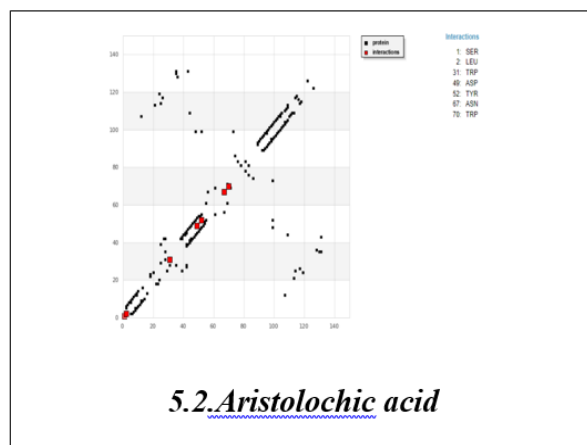 Interactions
protein
interactions
1: SER
2: LEU
31: TRP
49: ASP
52: TYR
67: ASN
70: TRP
140
120
100
80
60
40
20
0
0 20 40 60 80 100 120 140
5.2.Aristolochic acid